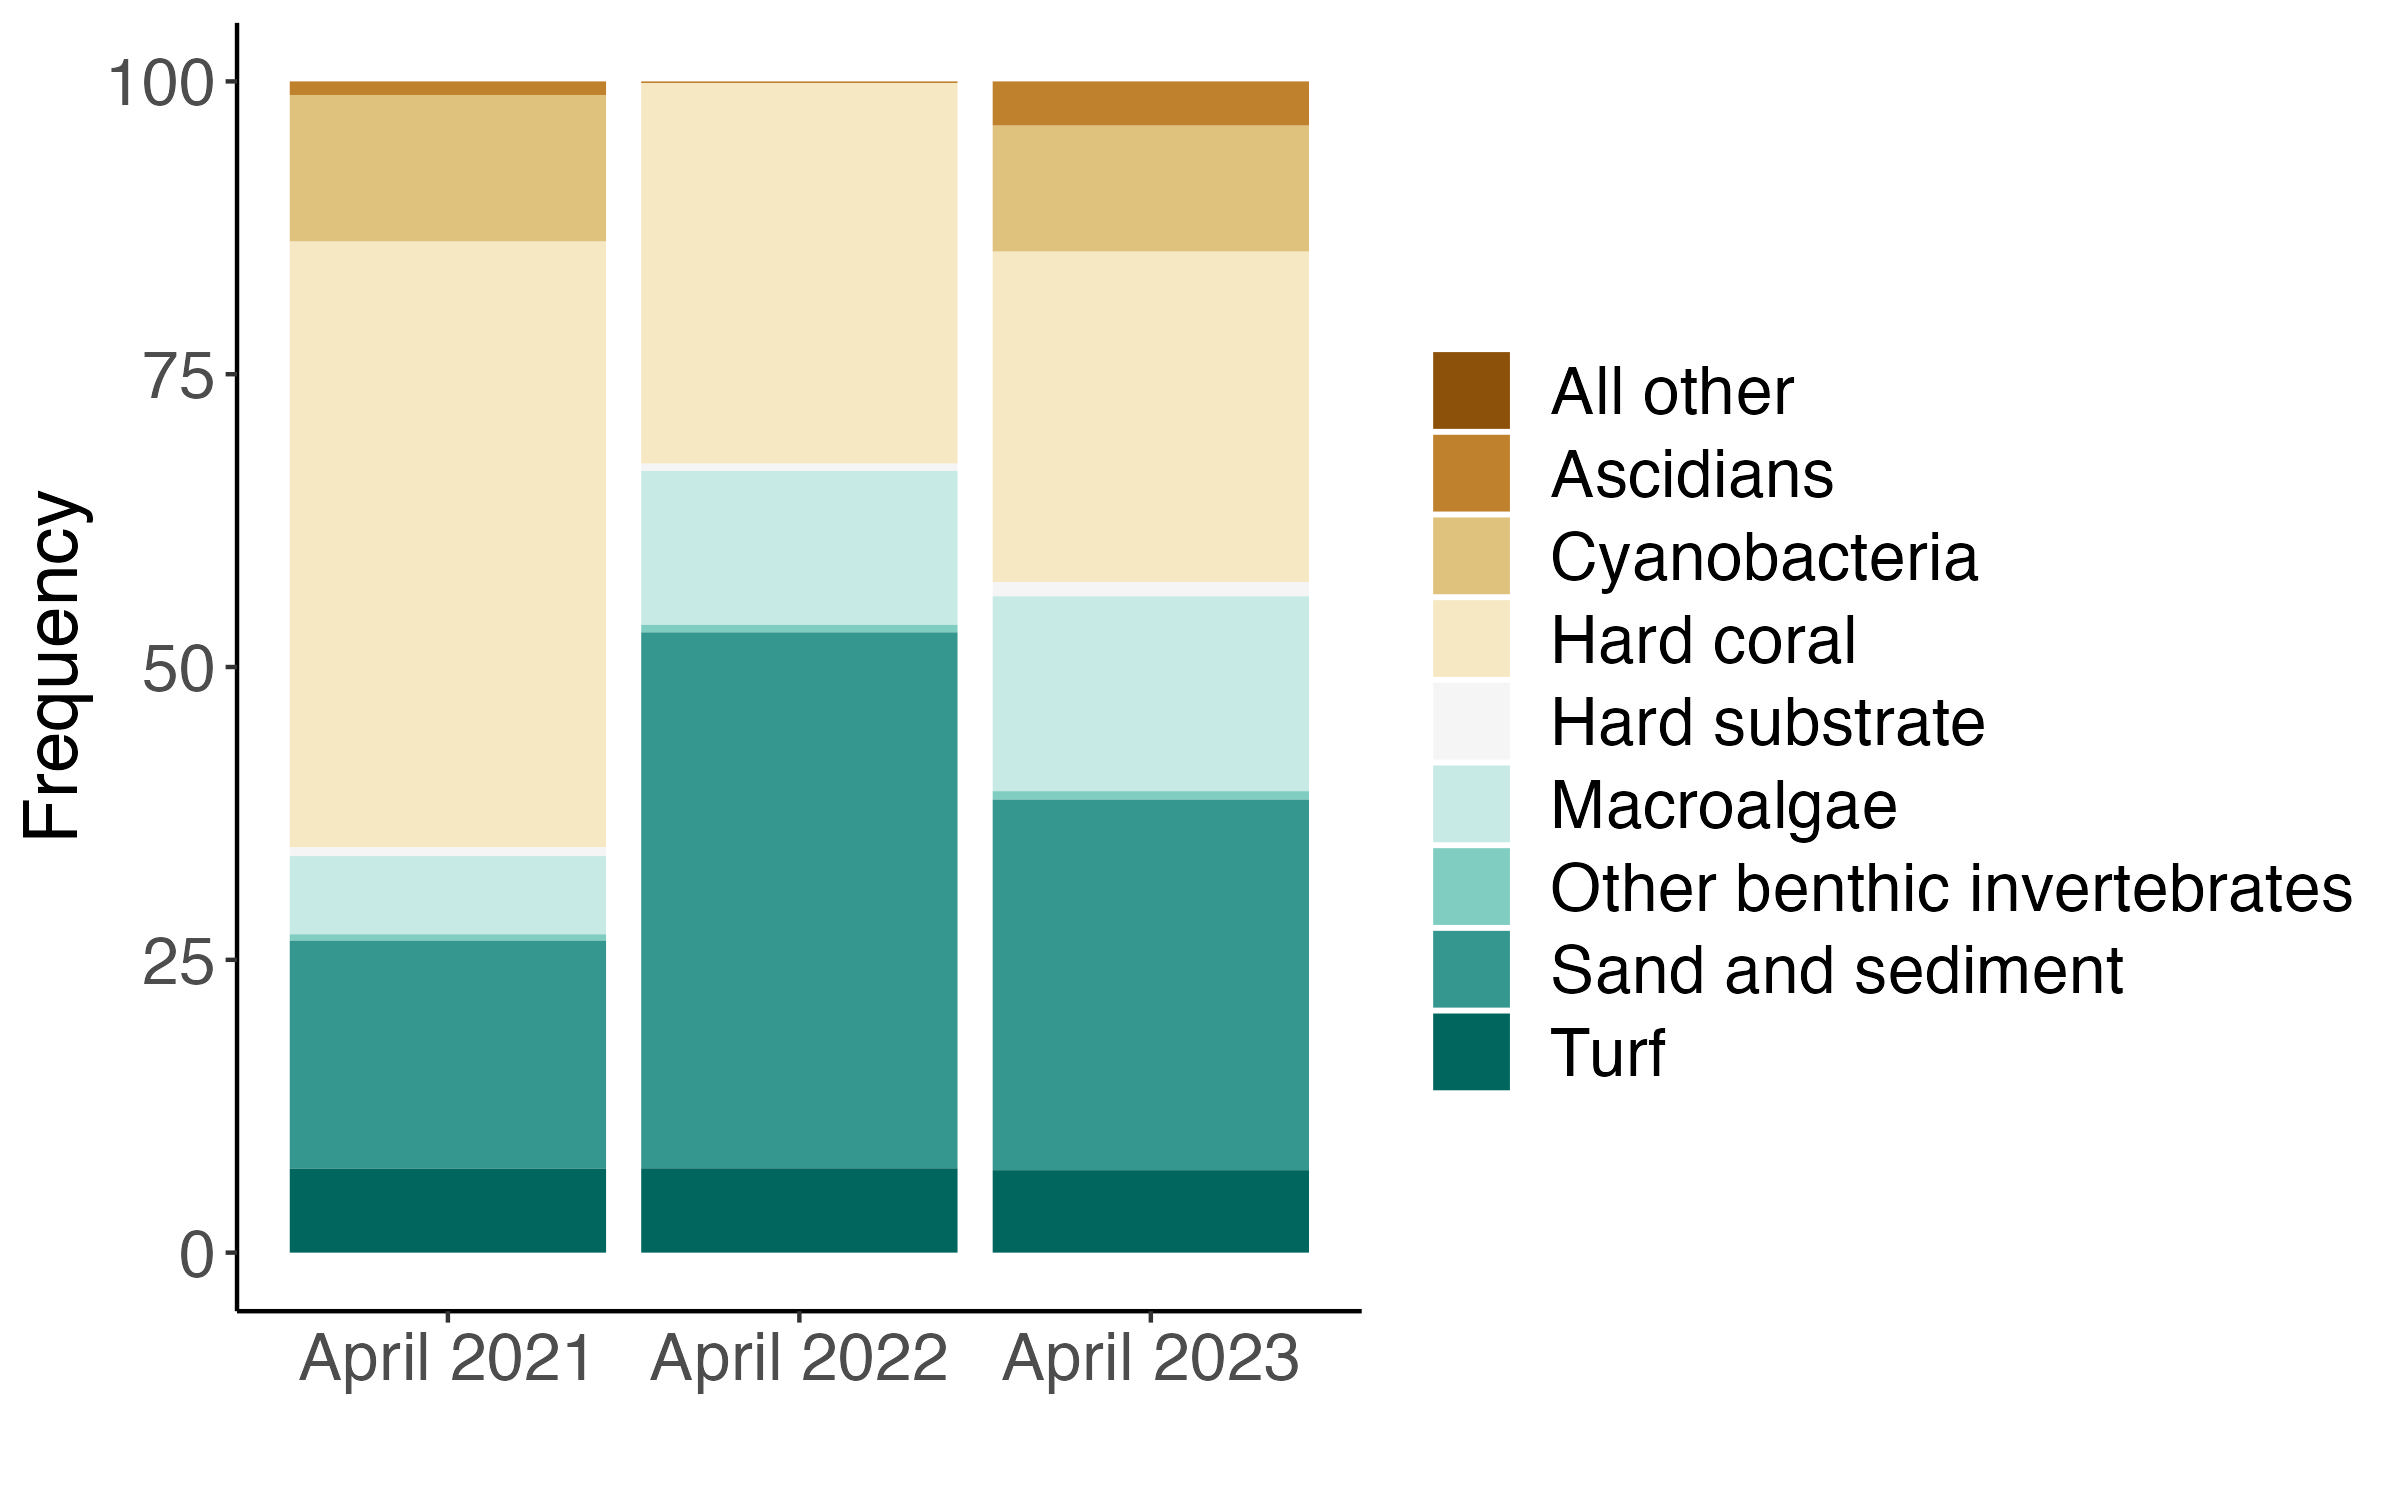 Frequency
100
75
50
25
0
April 2021
April 2022
April 2023
All other
Ascidians
Cyanobacteria
Hard coral
Hard substrate
Macroalgae
Other benthic invertebrates
Sand and sediment
Turf